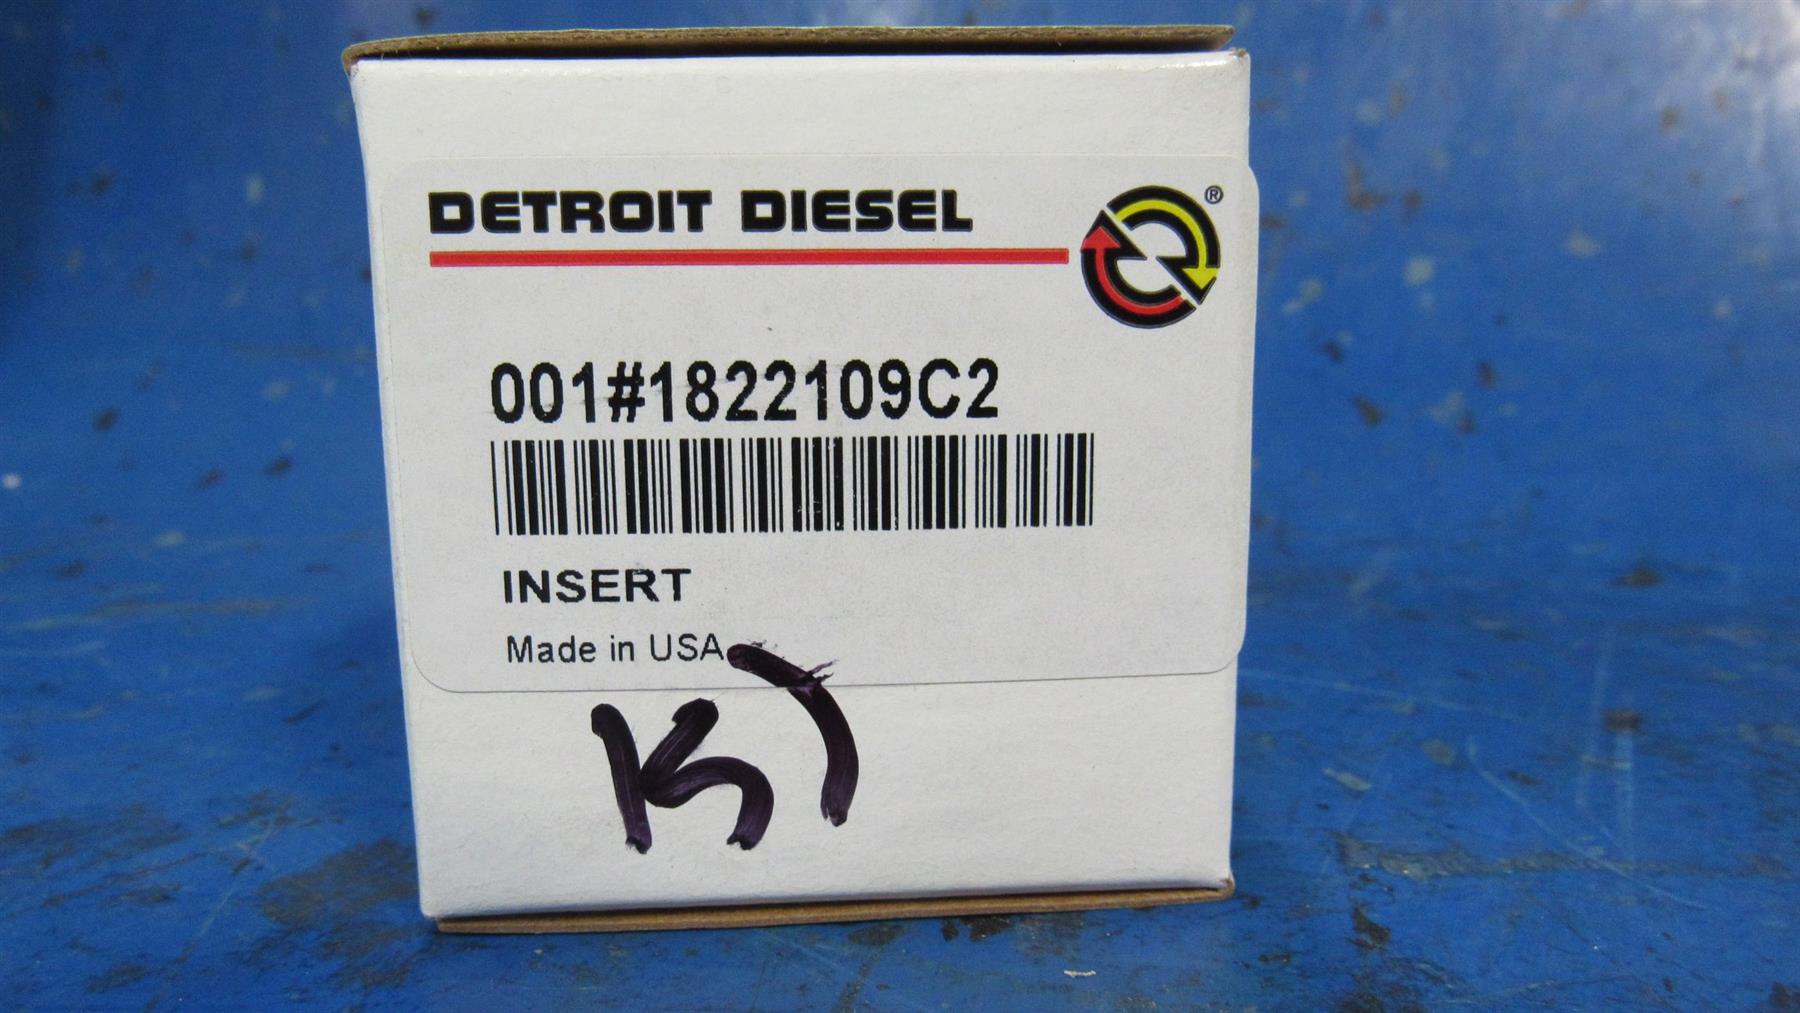 DETROIT DIESEL ®
001#1822109C2
INSERT
Made in USA
K)